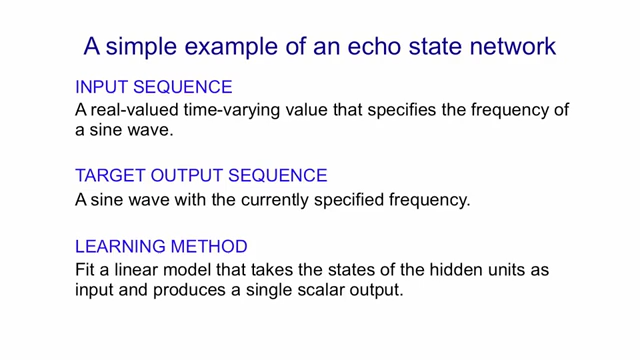 A simple example of an echo state network
INPUT SEQUENCE
A real-valued time-varying value that specifies the frequency of
a sine wave.
TARGET OUTPUT SEQUENCE
A sine wave with the currently specified frequency.
LEARNING METHOD
Fit a linear model that takes the states of the hidden units as
input and produces a single scalar output.